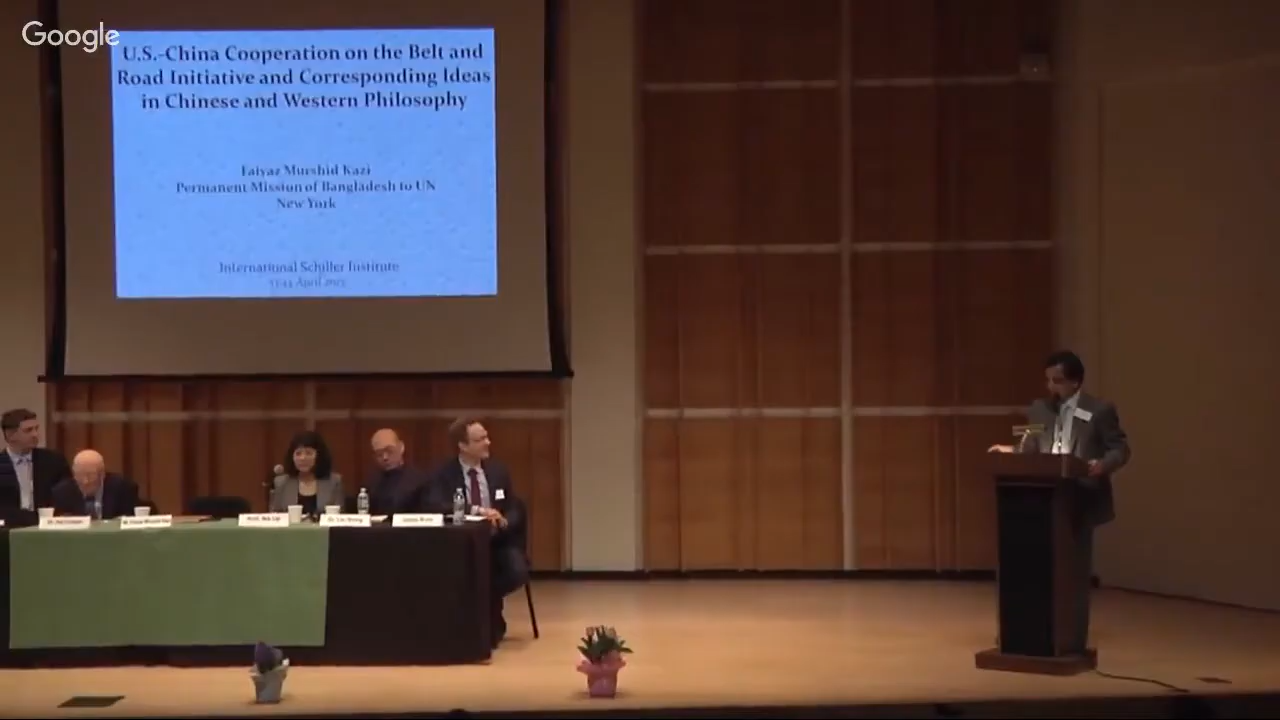 Google
U.S.-China Cooperation on the Belt and
Road Initiative and Corresponding Ideas
in Chinese and Western Philosophy
Faiyaz Murshid Kazi
Permanent Mission of Bangladesh to UN
New York
International Schiller Institute
April